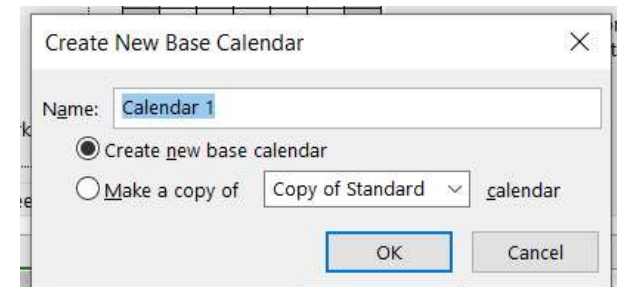 Create New Base Calendar
Name: Calendar 1
Create new base calendar
Make a copy of Copy of Standard calendar
OK Cancel